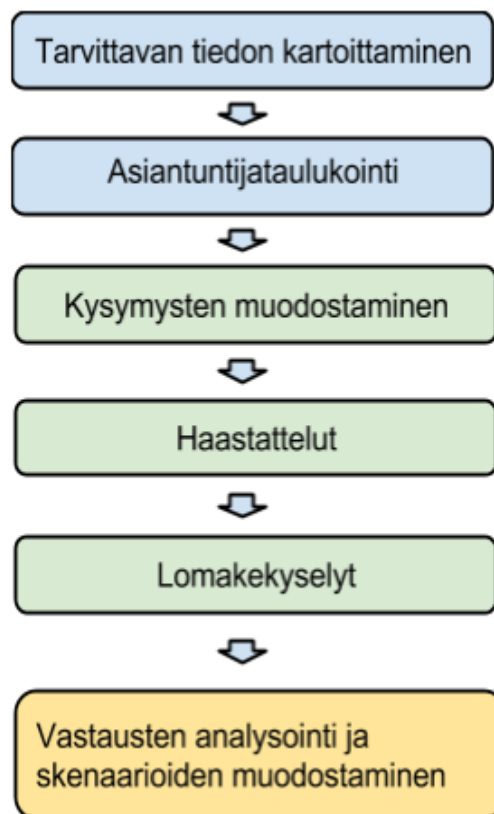 Tarvittavan tiedon kartoittaminen
Asiantuntijataulukointi
Kysymysten muodostaminen
Haastattelut
Lomakekyselyt
Vastausten analysointi ja
skenaarioiden muodostaminen